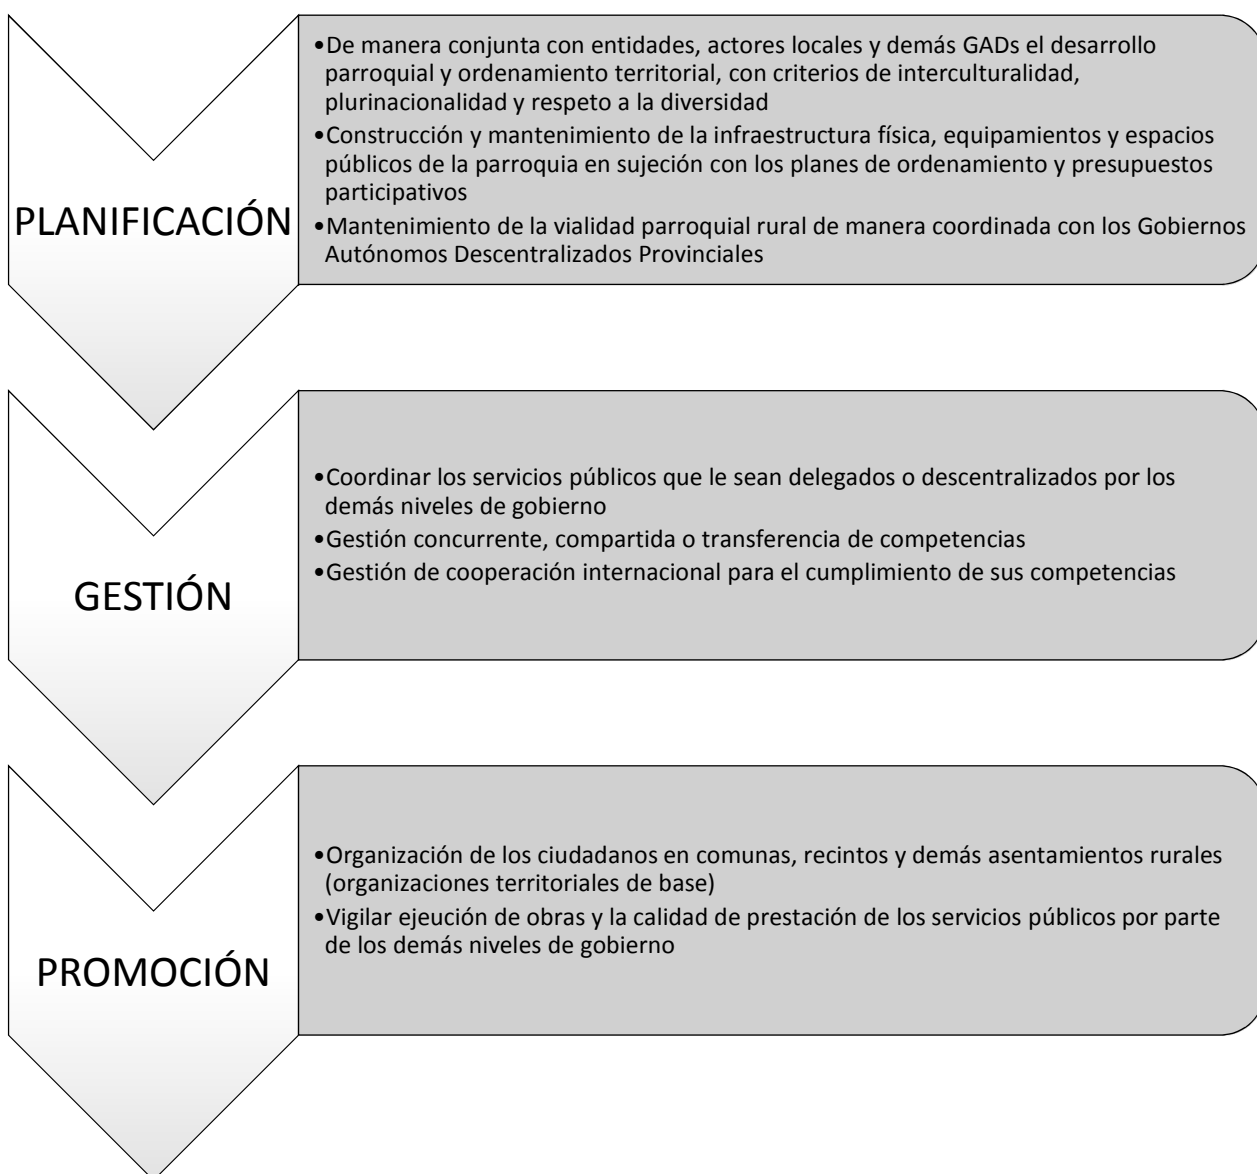 PLANIFICACIÓN
•De manera conjunta con entidades, actores locales y demás GADs el desarrollo
parroquial y ordenamiento territorial, con criterios de interculturalidad,
plurinacionalidad y respeto a la diversidad
•Construcción y mantenimiento de la infraestructura física, equipamientos y espacios
públicos de la parroquia en sujeción con los planes de ordenamiento y presupuestos
participativos
•Mantenimiento de la vialidad parroquial rural de manera coordinada con los Gobiernos
Autónomos Descentralizados Provinciales
GESTIÓN
•Coordinar los servicios públicos que le sean delegados o descentralizados por los
demás niveles de gobierno
•Gestión concurrente, compartida o transferencia de competencias
•Gestión de cooperación internacional para el cumplimiento de sus competencias
PROMOCIÓN
•Organización de los ciudadanos en comunas, recintos y demás asentamientos rurales
(organizaciones territoriales de base)
•Vigilar ejeución de obras y la calidad de prestación de los servicios públicos por parte
de los demás niveles de gobierno